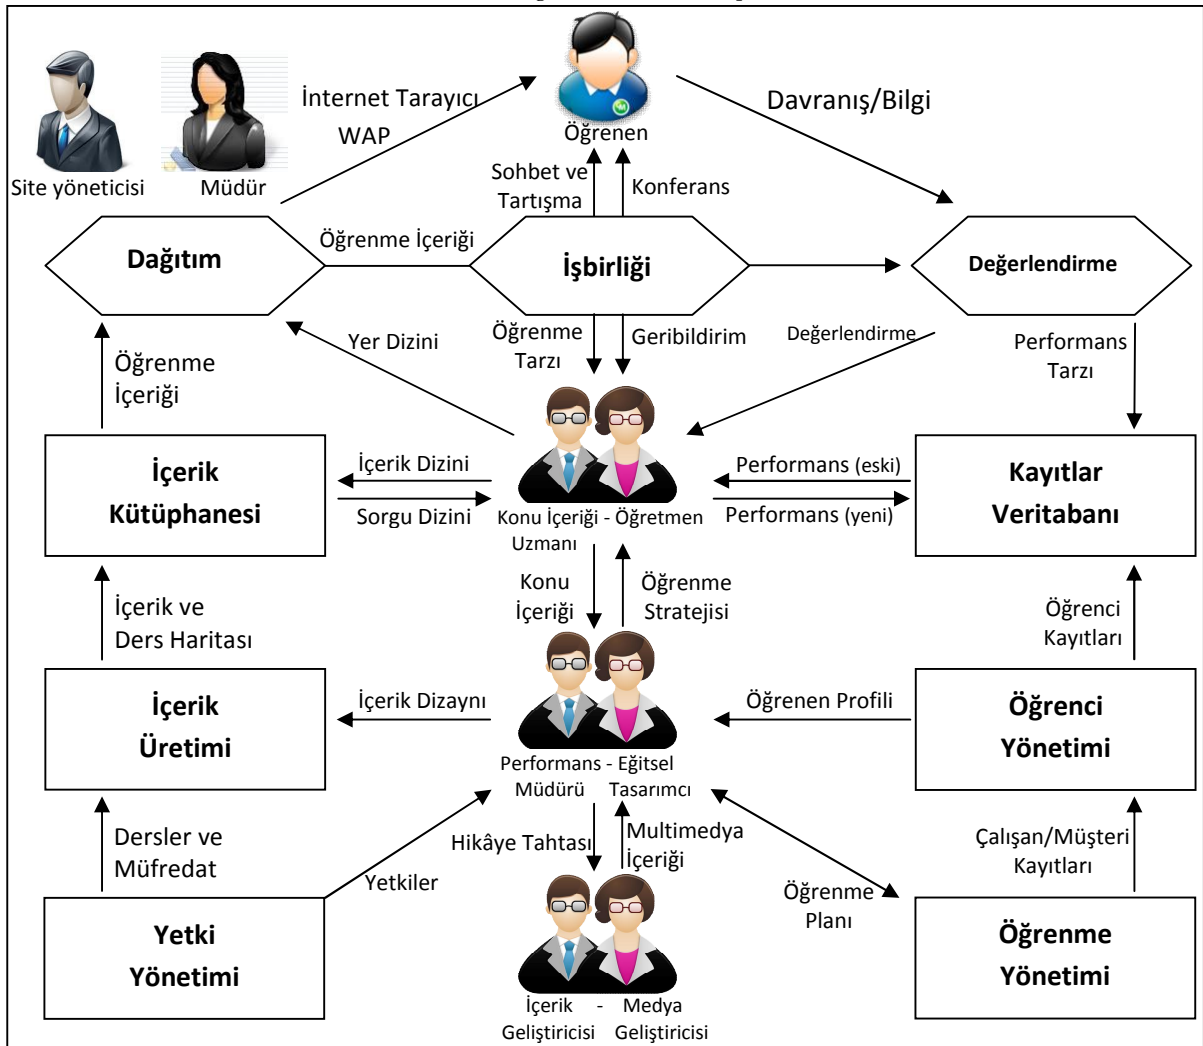 İnternet Tarayıcı
WAP
Öğrenen
Davranış/Bilgi
Site yöneticisi
Müdür
Sohbet ve
Tartışma
Konferans
Dağıtım
Öğrenme İçeriği
İşbirliği
Değerlendirme
Öğrenme
İçeriği
Yer Dizini
Öğrenme
Tarzı
Geribildirim
Değerlendirme
Performans
Tarzı
İçerik
Kütüphanesi
İçerik Dizini
Sorgu Dizini
Konu İçeriği - Öğretmen
Uzmanı
Performans (eski)
Performans (yeni)
Kayıtlar
Veritabanı
İçerik ve
Ders Haritası
Konu
İçeriği
Öğrenme
Stratejisi
Öğrenci
Kayıtları
İçerik
Üretimi
İçerik Dizaynı
Performans - Eğitsel
Müdürü Tasarımcı
Öğrenen Profili
Öğrenci
Yönetimi
Dersler ve
Müfredat
Yetkiler
Hikâye Tahtası
Multimedya
İçeriği
Öğrenme
Planı
Çalışan/Müşteri
Kayıtları
Yetki
Yönetimi
İçerik - Medya
Geliştiricisi Geliştiricisi
Öğrenme
Yönetimi